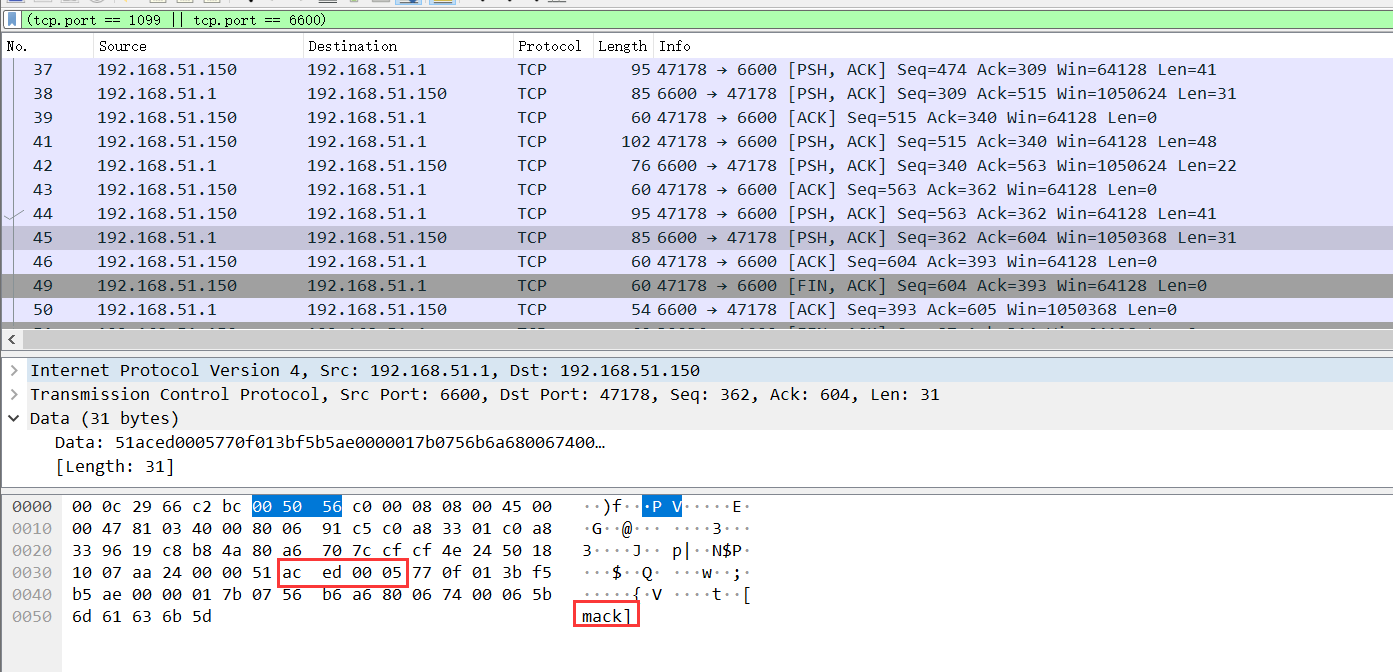 (tcp.port == 1099 || tcp.port == 6600)
No. Source Destination Protocol Length Info
37 192.168.51.150 192.168.51.1 TCP 95 47178 → 6600 [PSH, ACK] Seq=474 Ack=309 Win=64128 Len=41
38 192.168.51.1 192.168.51.150 TCP 85 6600 → 47178 [PSH, ACK] Seq=309 Ack=515 Win=1050624 Len=31
39 192.168.51.150 192.168.51.1 TCP 60 47178 → 6600 [ACK] Seq=515 Ack=340 Win=64128 Len=0
41 192.168.51.150 192.168.51.1 TCP 102 47178 → 6600 [PSH, ACK] Seq=515 Ack=340 Win=64128 Len=48
42 192.168.51.1 192.168.51.150 TCP 76 6600 → 47178 [PSH, ACK] Seq=340 Ack=563 Win=1050624 Len=22
43 192.168.51.150 192.168.51.1 TCP 60 47178 → 6600 [ACK] Seq=563 Ack=362 Win=64128 Len=0
44 192.168.51.150 192.168.51.1 TCP 95 47178 → 6600 [PSH, ACK] Seq=563 Ack=362 Win=64128 Len=41
45 192.168.51.1 192.168.51.150 TCP 85 6600 → 47178 [PSH, ACK] Seq=362 Ack=604 Win=1050368 Len=31
46 192.168.51.150 192.168.51.1 TCP 60 47178 → 6600 [ACK] Seq=604 Ack=393 Win=64128 Len=0
49 192.168.51.150 192.168.51.1 TCP 60 47178 → 6600 [FIN, ACK] Seq=604 Ack=393 Win=64128 Len=0
50 192.168.51.1 192.168.51.150 TCP 54 6600 → 47178 [ACK] Seq=393 Ack=605 Win=1050368 Len=0
Internet Protocol Version 4, Src: 192.168.51.1, Dst: 192.168.51.150
Transmission Control Protocol, Src Port: 6600, Dst Port: 47178, Seq: 362, Ack: 604, Len: 31
Data (31 bytes)
Data: 51aced0005770f013bf5b5ae0000017b0756b6a680067400…
[Length: 31]
0000 00 0c 29 66 c2 bc 00 50 56 c0 00 08 08 00 45 00 ··)f···P V·····E·
0010 00 47 81 03 40 00 80 06 91 c5 c0 a8 33 01 c0 a8 ·G··@··· ····3···
0020 33 96 19 c8 b8 4a 80 a6 70 7c cf cf 4e 24 50 18 3····J·· p|··N$P·
0030 10 07 aa 24 00 00 51 ac ed 00 05 77 0f 01 3b f5 ···$··Q· ···w··;·
0040 b5 ae 00 00 01 7b 07 56 b6 a6 80 06 74 00 06 5b ·····{·V ····t··[
0050 6d 61 63 6b 5d mack]